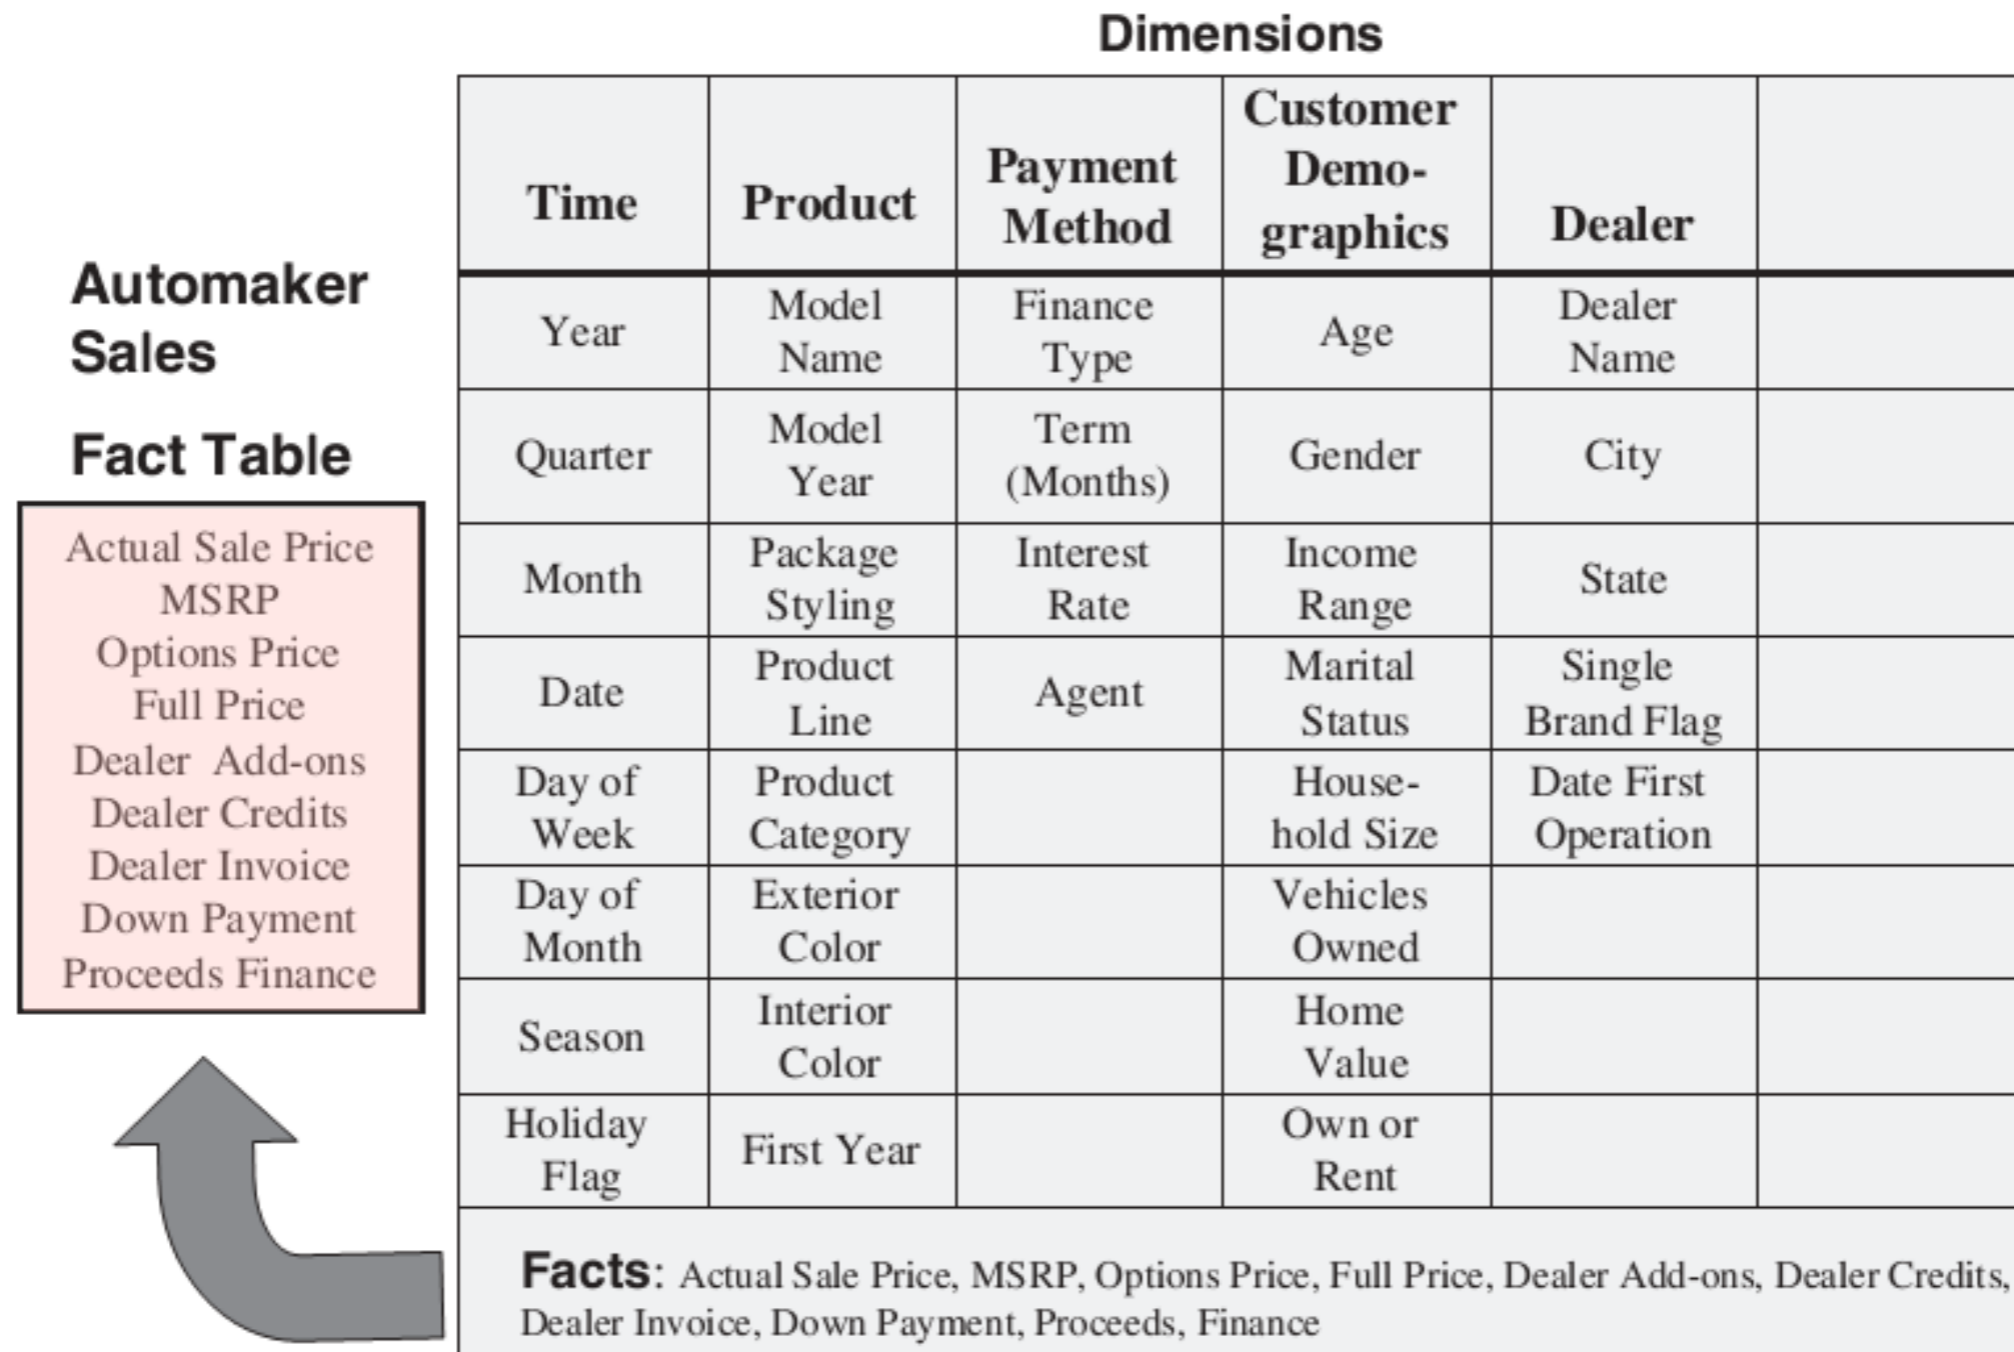 Dimensions
Automaker
Sales
Fact Table
Actual Sale Price
MSRP
Options Price
Full Price
Dealer Add-ons
Dealer Credits
Dealer Invoice
Down Payment
Proceeds Finance
Time
Product
Payment
Method
Customer
Demo-
graphics
Dealer
Year
Model
Name
Finance
Type
Age
Dealer
Name
Quarter
Model
Year
Term
(Months)
Gender
City
Month
Package
Styling
Interest
Rate
Income
Range
State
Date
Product
Line
Agent
Marital
Status
Single
Brand Flag
Day of
Week
Product
Category
House-
hold Size
Date First
Operation
Day of
Month
Exterior
Color
Vehicles
Owned
Season
Interior
Color
Home
Value
Holiday
Flag
First Year
Own or
Rent
Facts: Actual Sale Price, MSRP, Options Price, Full Price, Dealer Add-ons, Dealer Credits,
Dealer Invoice, Down Payment, Proceeds, Finance